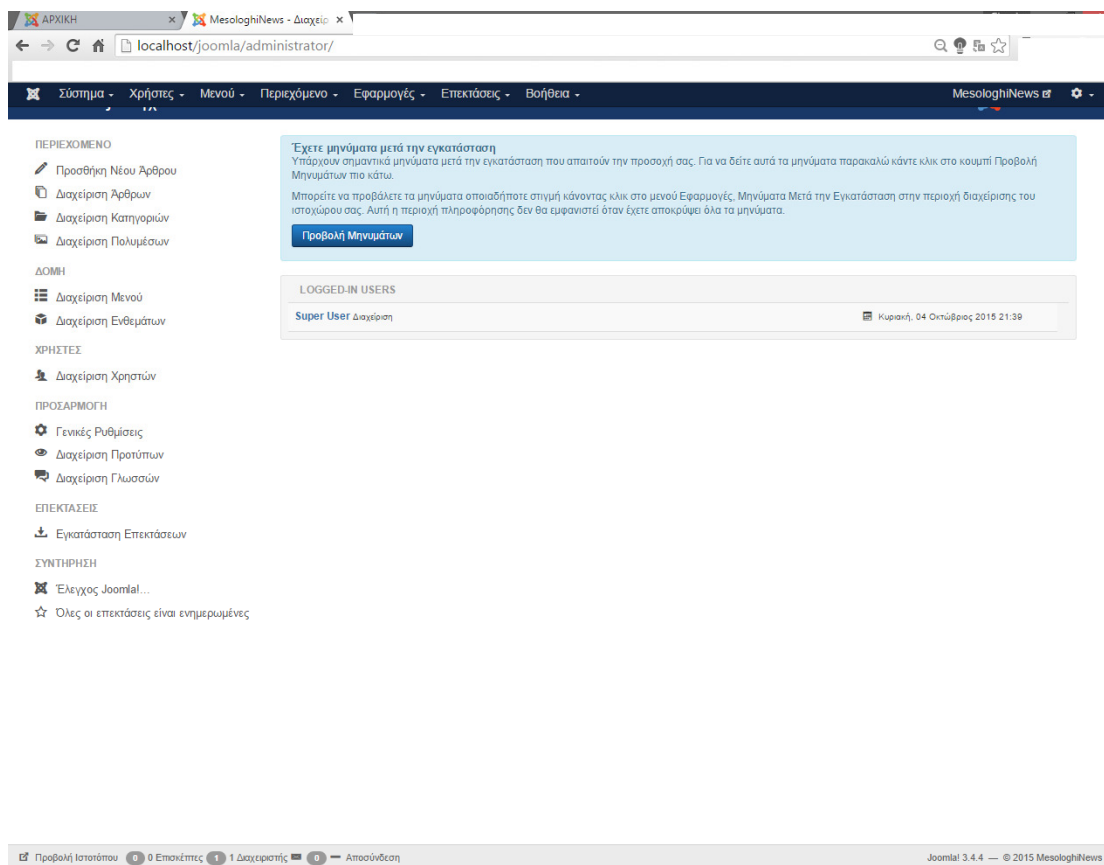 ΑΡΧΙΚΗ
MesologhiNews - Διαχείρ
localhost/joomla/administrator/
Σύστημα
Χρήστες
Μενού
Περιεχόμενο
Εφαρμογές
Επεκτάσεις
Βοήθεια
MesologhiNews
ΠΕΡΙΕΧΟΜΕΝΟ
Προσθήκη Νέου Άρθρου
Διαχείριση Άρθρων
Διαχείριση Κατηγοριών
Διαχείριση Πολυμέσων
ΔΟΜΗ
Διαχείριση Μενού
Διαχείριση Ενθεμάτων
ΧΡΗΣΤΕΣ
Διαχείριση Χρηστών
ΠΡΟΣΑΡΜΟΓΗ
Γενικές Ρυθμίσεις
Διαχείριση Προτύπων
Διαχείριση Γλωσσών
ΕΠΕΚΤΑΣΕΙΣ
Εγκατάσταση Επεκτάσεων
ΣΥΝΤΗΡΗΣΗ
Έλεγχος Joomla!...
Όλες οι επεκτάσεις είναι ενημερωμένες
Έχετε μηνύματα μετά την εγκατάσταση
Υπάρχουν σημαντικά μηνύματα μετά την εγκατάσταση που απαιτούν την προσοχή σας. Για να δείτε αυτά τα μηνύματα παρακαλώ κάντε κλικ στο κουμπί Προβολή
Μηνυμάτων πιο κάτω.
Μπορείτε να προβάλετε τα μηνύματα οποιαδήποτε στιγμή κάνοντας κλικ στο μενού Εφαρμογές, Μηνύματα Μετά την Εγκατάσταση στην περιοχή διαχείρισης του
ιστοχώρου σας. Αυτή η περιοχή πληροφόρησης δεν θα εμφανιστεί όταν έχετε αποκρύψει όλα τα μηνύματα.
Προβολή Μηνυμάτων
LOGGED-IN USERS
Super User Διαχείριση
Κυριακή, 04 Οκτώβριος 2015 21:39
Προβολή Ιστοτόπου 0 0 Επισκέπτες 1 1 Διαχειριστής 0 Αποσύνδεση
Joomla! 3.4.4 — © 2015 MesologhiNews